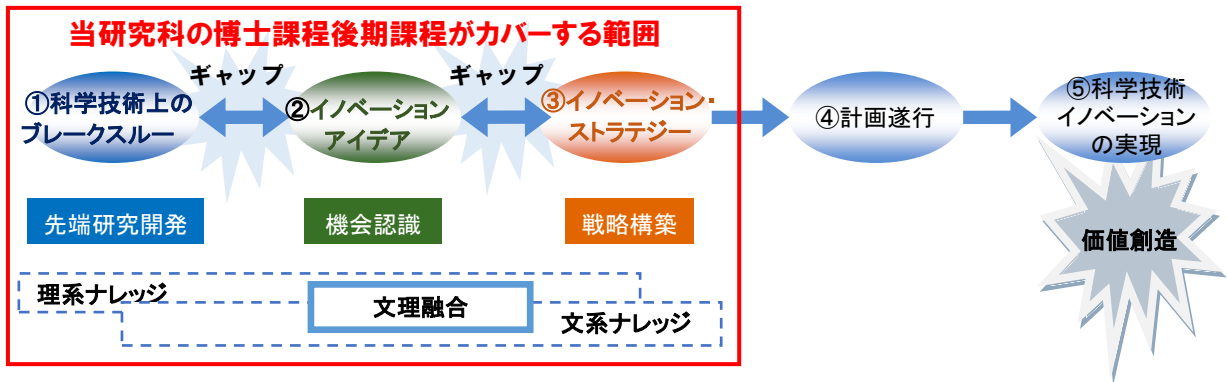 当研究科の博士課程後期課程がカバーする範囲
ギャップ
ギャップ
①科学技術上の
ブレークスルー
②イノベーション
アイデア
③イノベーション・
ストラテジー
④計画遂行
⑤科学技術
イノベーション
の実現
先端研究開発
機会認識
戦略構築
価値創造
理系ナレッジ
文理融合
文系ナレッジ